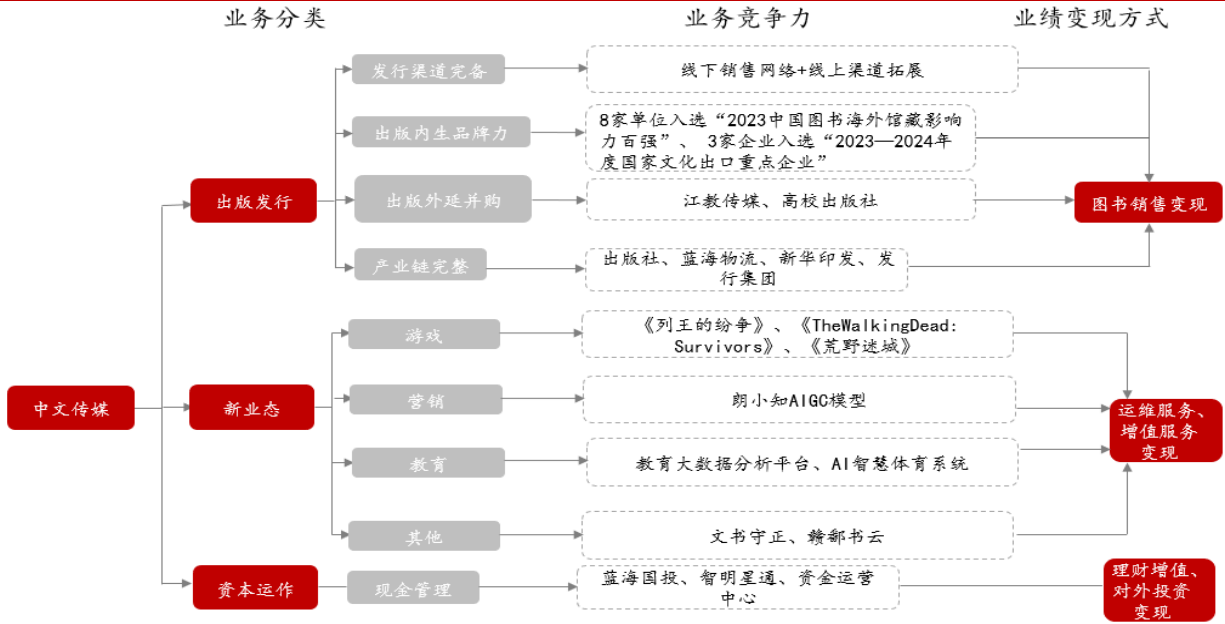 业务分类
业务竞争力
业绩变现方式
发行渠道完备
线下销售网络+线上渠道拓展
出版内生品牌力
8家单位入选“2023中国图书海外馆藏影响
力百强”、 3家企业入选“2023—2024年
度国家文化出口重点企业”
出版发行
出版外延并购
江教传媒、高校出版社
图书销售变现
产业链完整
出版社、蓝海物流、新华印发、发
行集团
游戏
《列王的纷争》、《TheWalkingDead:
Survivors》、《荒野迷城》
中文传媒
新业态
营销
朗小知AIGC模型
运维服务、
增值服务
变现
教育
教育大数据分析平台、AI智慧体育系统
其他
文书守正、赣鄱书云
资本运作
现金管理
蓝海国投、智明星通、资金运营
中心
理财增值、
对外投资
变现